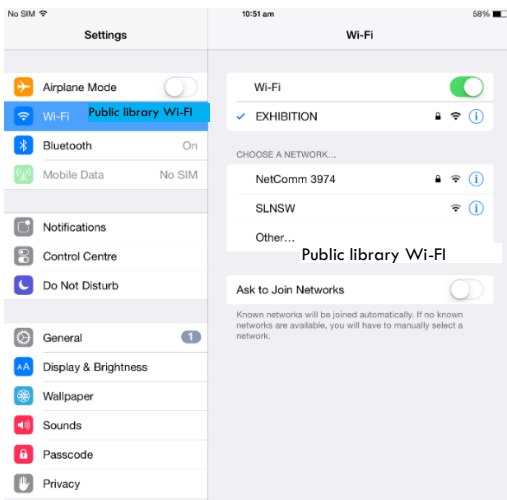 No SIM 10:51 am 58%
Settings
Wi-Fi
Airplane Mode
Wi-Fi Public library Wi-FI
Bluetooth On
Mobile Data No SIM
Notifications
Control Centre
Do Not Disturb
General 1
Display & Brightness
Wallpaper
Sounds
Passcode
Privacy
Wi-Fi
EXHIBITION
CHOOSE A NETWORK...
NetComm 3974
SLNSW
Other...
Public library Wi-FI
Ask to Join Networks
Known networks will be joined automatically. If no known
networks are available, you will have to manually select a
network.